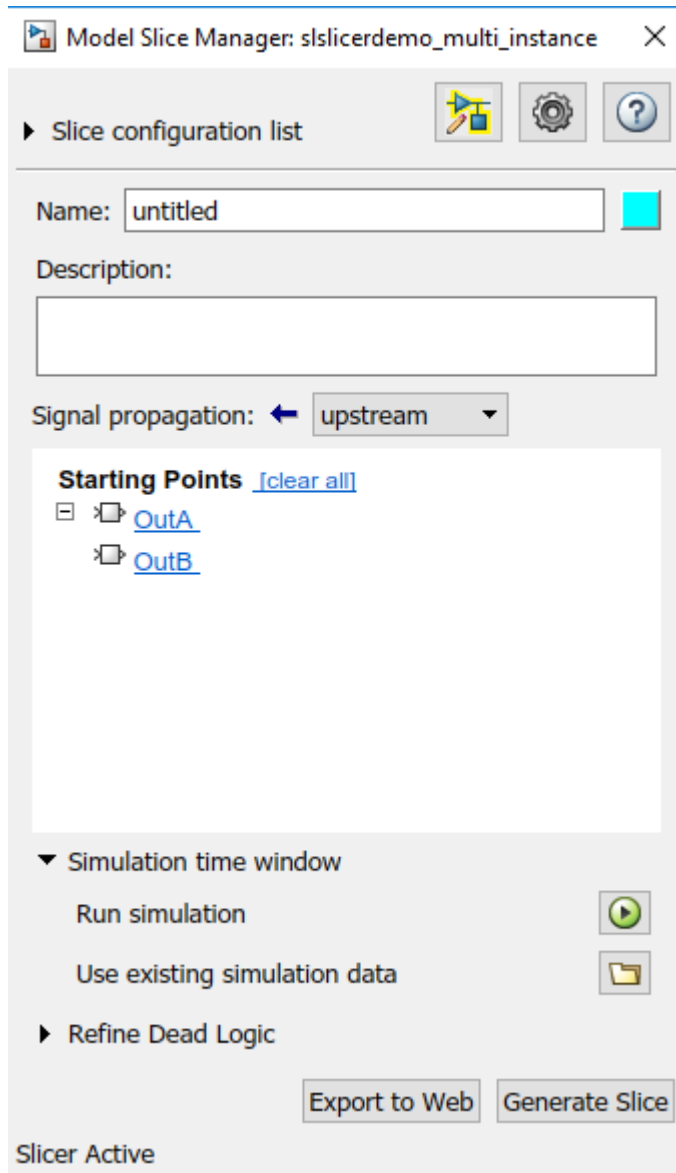 Model Slice Manager: slslicerdemo_multi_instance
Slice configuration list
Name: untitled
Description:
Signal propagation: upstream
Starting Points [clear all]
OutA
OutB
Simulation time window
Run simulation
Use existing simulation data
Refine Dead Logic
Export to Web Generate Slice
Slicer Active